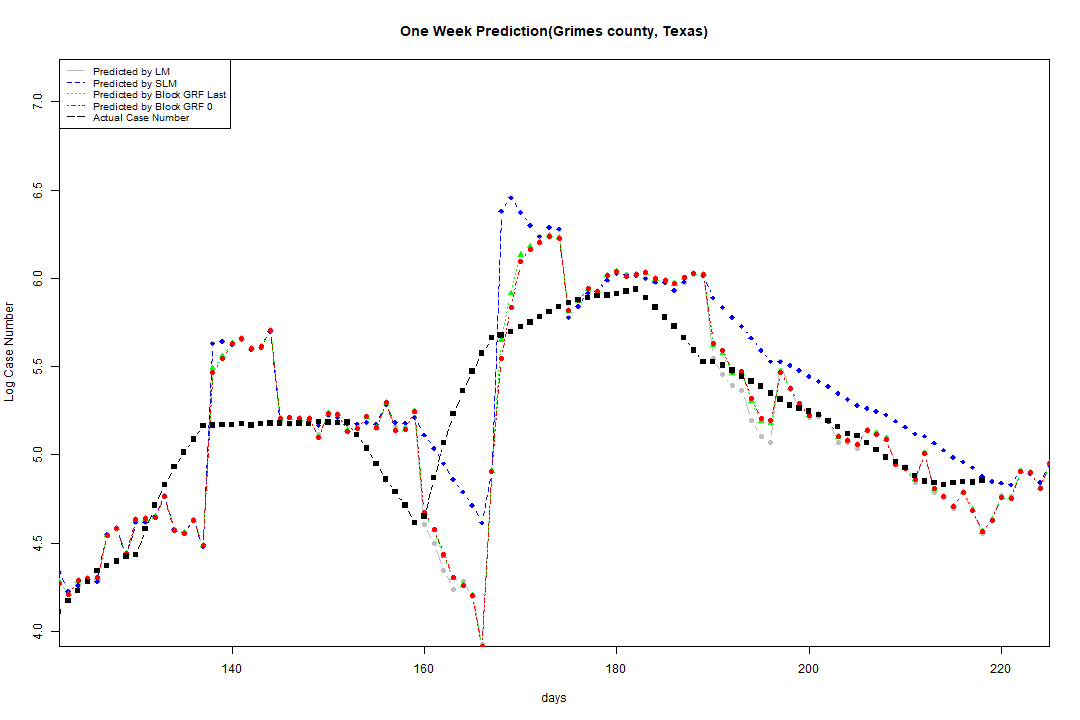 One Week Prediction(Grimes county, Texas)
Predicted by LM
Predicted by SLM
Predicted by Block GRF Last
Predicted by Block GRF 0
Actual Case Number
7.0
6.5
6.0
5.5
5.0
4.5
4.0
Log Case Number
140 160 180 200 220
days